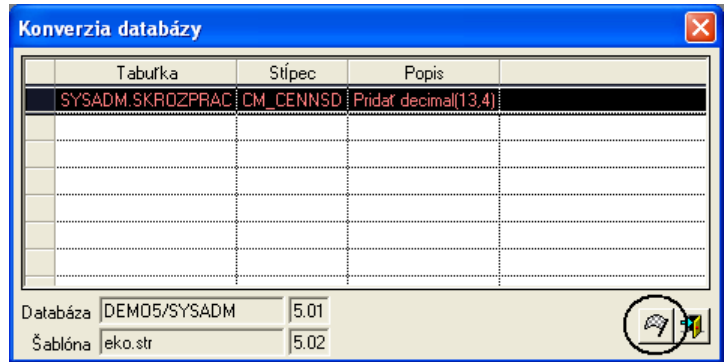 Konverzia databázy
Tabuľka Stĺpec Popis
SYSADM.SKROZPRAC CM_CENNSD Pridať decimal(13,4)
Databáza DEMO5/SYSADM 5.01
Šablóna eko.str 5.02